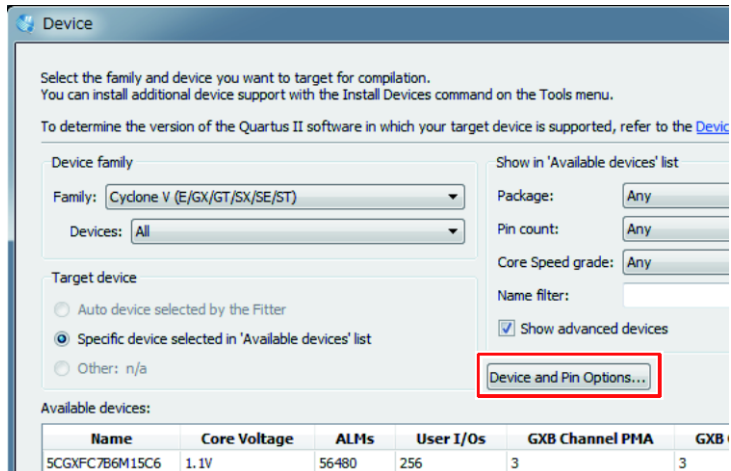 Device
Select the family and device you want to target for compilation.
You can install additional device support with the Install Devices command on the Tools menu.
To determine the version of the Quartus II software in which your target device is supported, refer to the Devic
Device family
Family: Cyclone V (E/GX/GT/SX/SE/ST)
Devices: All
Show in 'Available devices' list
Package: Any
Pin count: Any
Core Speed grade: Any
Name filter:
Show advanced devices
Target device
Auto device selected by the Fitter
Specific device selected in 'Available devices' list
Other: n/a
Device and Pin Options...
Available devices:
Name Core Voltage ALMs User I/Os GXB Channel PMA GXB
5CGXFC7B6M15C6 1.1V 56480 256 3 3